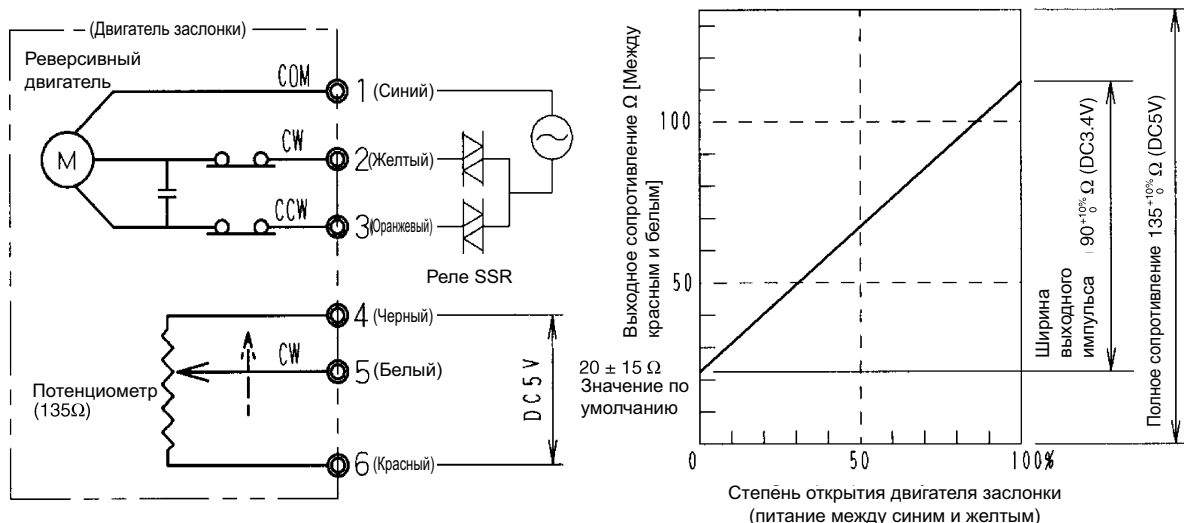 (Двигатель заслонки)
Реверсивный
двигатель
COM
1 (Синий)
M
CW
2 (Желтый)
CCW
3 (Оранжевый)
Реле SSR
4 (Черный)
CW
5 (Белый)
Потенциометр
(135Ω)
DC5V
6 (Красный)
Выходное сопротивление Ω [Между
красным и белым]
100
50
20 ± 15 Ω
Значение по
умолчанию
0
50
100%
Степень открытия двигателя заслонки
(питание между синим и желтым)
Ширина
выходного
импульса
90 +10% 0 Ω (DC3.4V)
Полное сопротивление 135 +10% 0 Ω (DC5V)